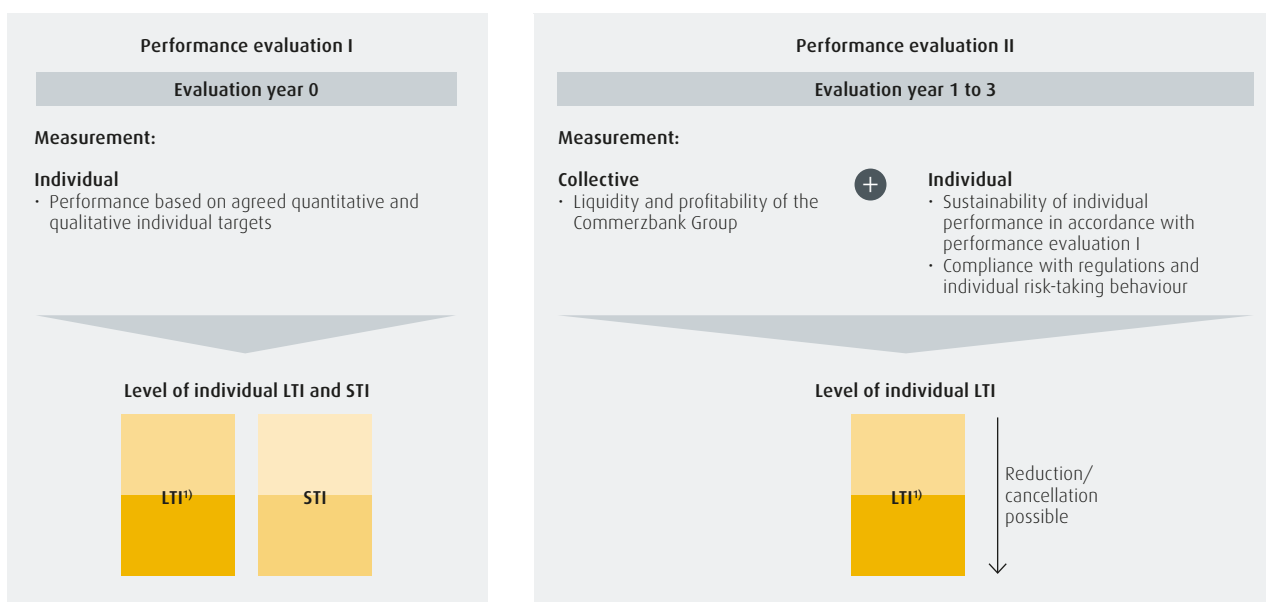 Performance evaluation I
Evaluation year 0
Measurement:
Individual
· Performance based on agreed quantitative and
qualitative individual targets
Level of individual LTI and STI
LTI¹⁾
STI
Performance evaluation II
Evaluation year 1 to 3
Measurement:
Collective
· Liquidity and profitability of the
Commerzbank Group
+
Individual
· Sustainability of individual
performance in accordance with
performance evaluation I
· Compliance with regulations and
individual risk-taking behaviour
Level of individual LTI
LTI¹⁾
Reduction/
cancellation
possible